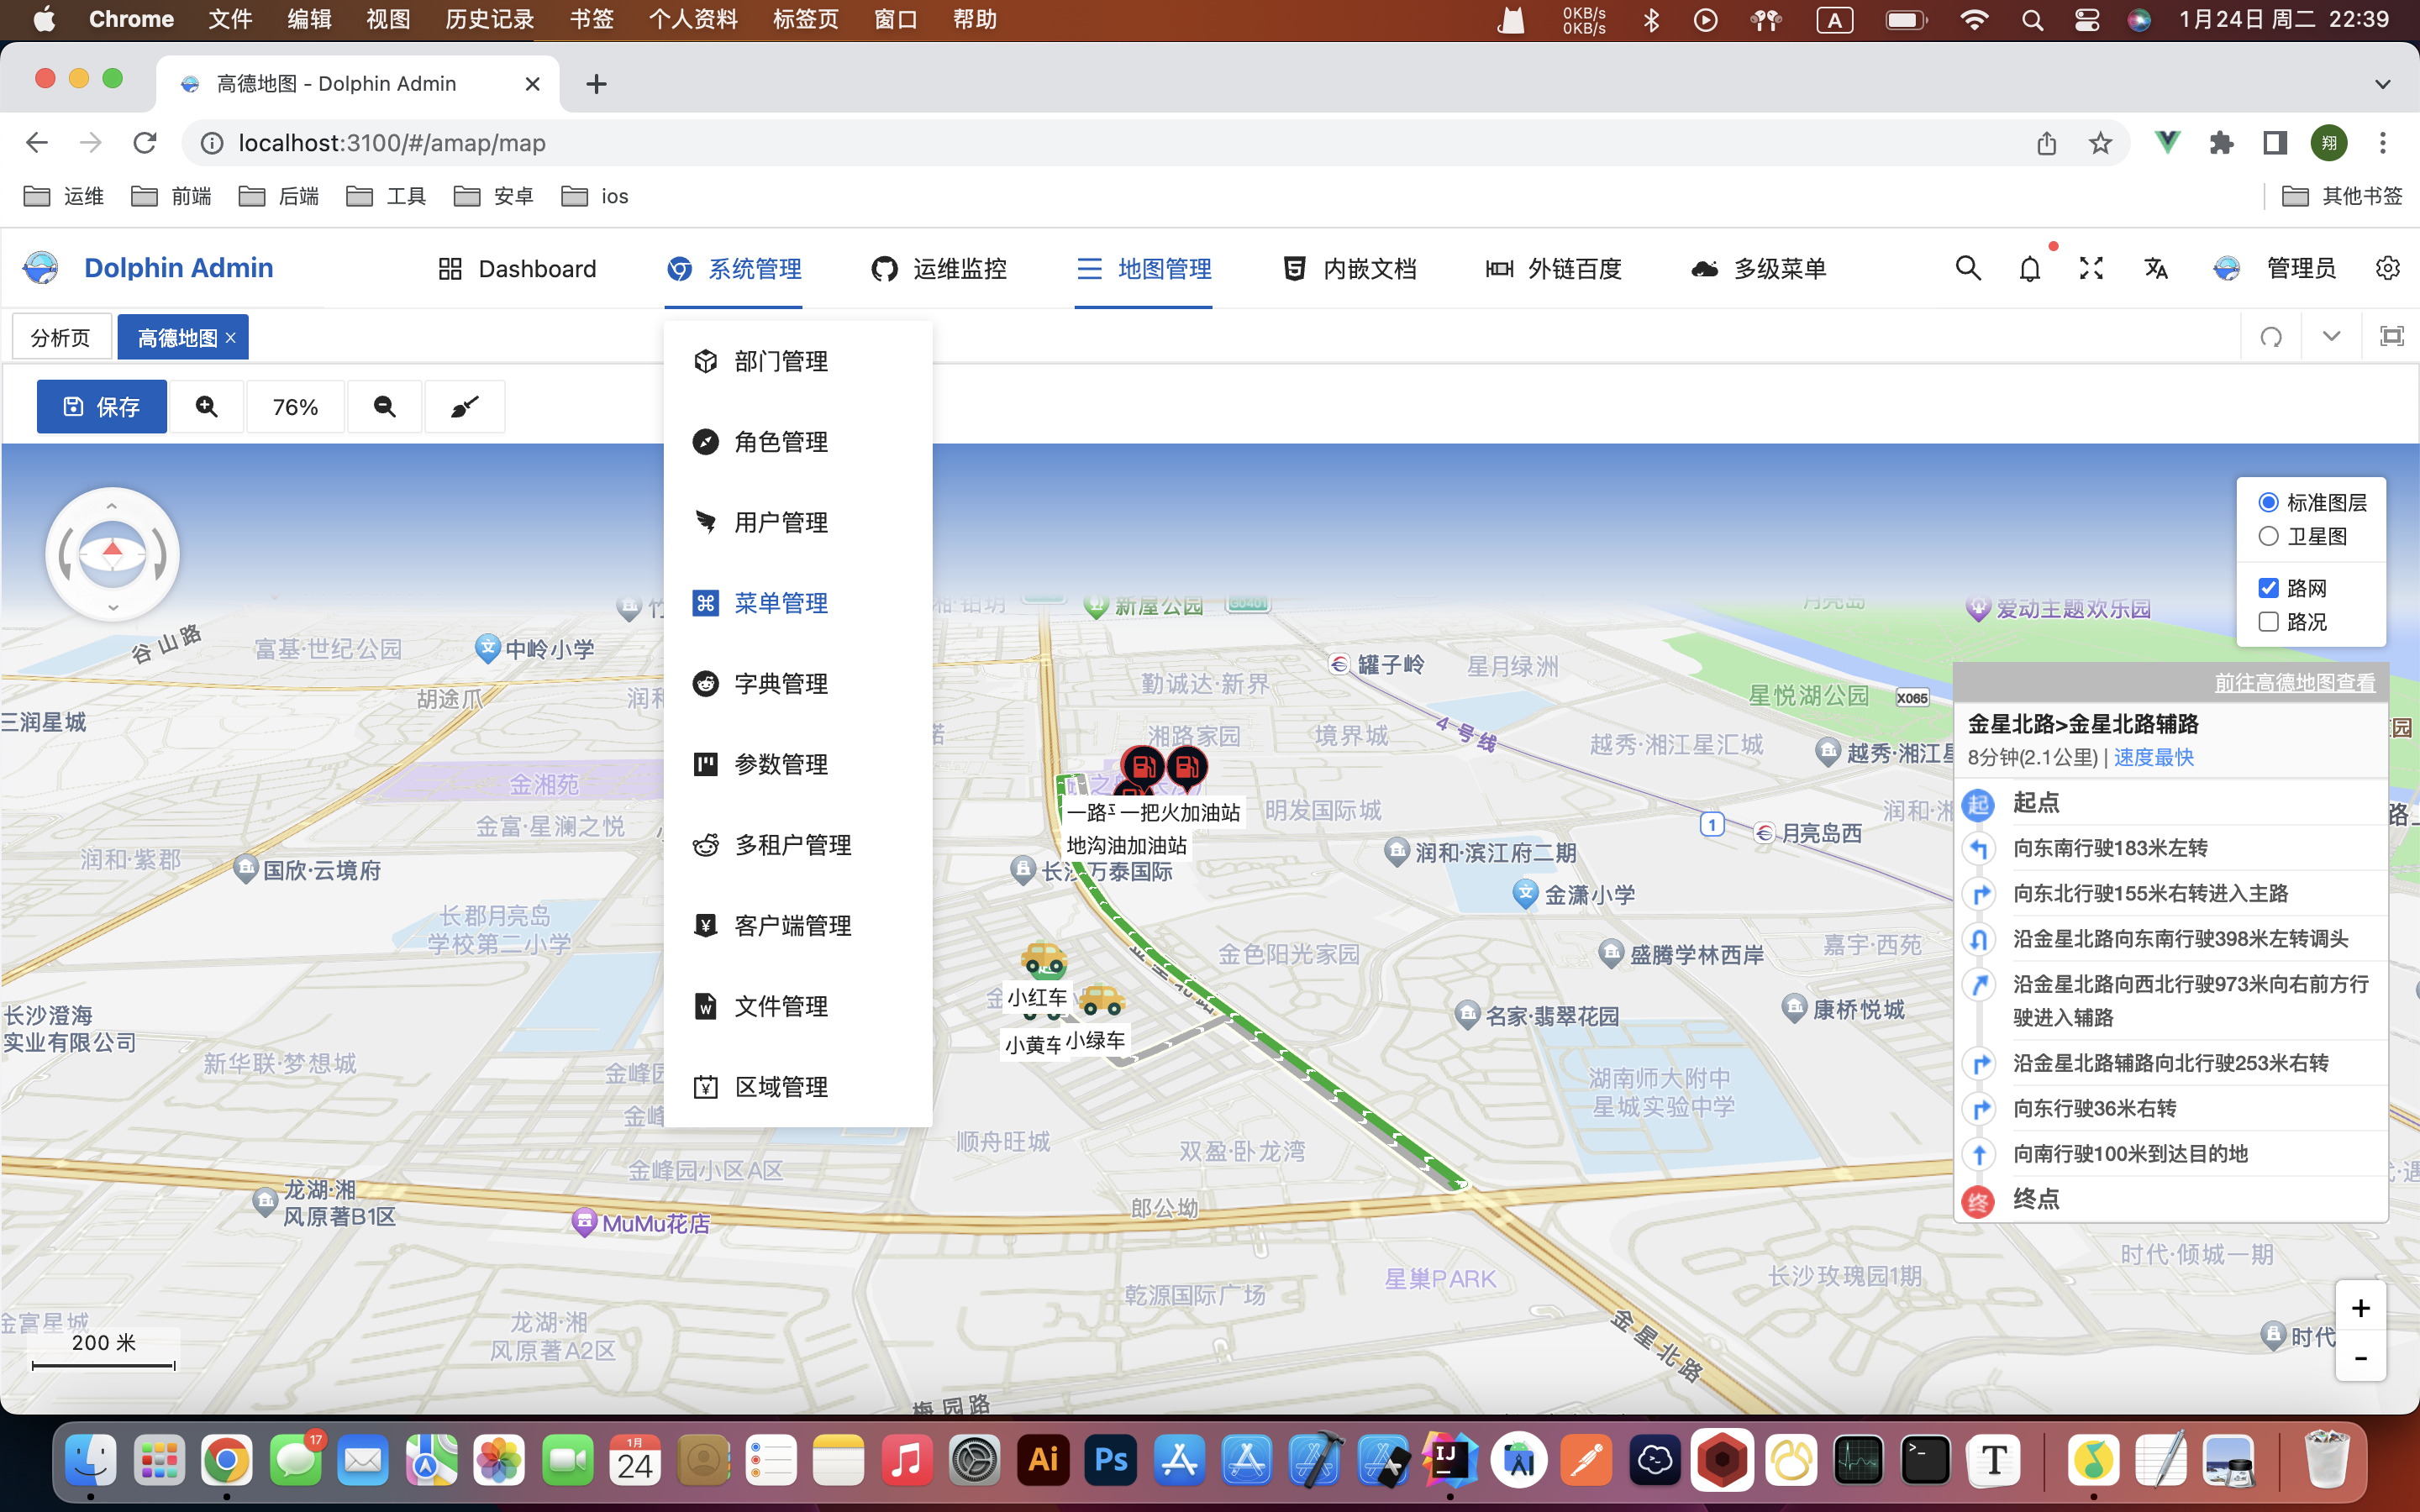 Chrome 文件 编辑 视图 历史记录 书签 个人资料 标签页 窗口 帮助
0KB/s
0KB/s
A
1月24日 周二 22:39
高德地图 - Dolphin Admin
localhost:3100/#/amap/map
翔
运维 前端 后端 工具 安卓 ios 其他书签
Dolphin Admin Dashboard 系统管理 运维监控 地图管理 内嵌文档 外链百度 多级菜单 管理员
分析页 高德地图
保存 76%
部门管理
角色管理
用户管理
菜单管理
字典管理
参数管理
多租户管理
客户端管理
文件管理
区域管理
标准图层
卫星图
路网
路况
前往高德地图查看
金星北路>金星北路辅路
8分钟(2.1公里) | 速度最快
起 起点
向东南行驶183米左转
向东北行驶155米右转进入主路
沿金星北路向东南行驶398米左转调头
沿金星北路向西北行驶973米向右前方行
驶进入辅路
沿金星北路辅路向北行驶253米右转
向东行驶36米右转
向南行驶100米到达目的地
终 终点
新屋公园
G0401
月亮岛
爱动主题欢乐园
谷山路
富基·世纪公园
文 中岭小学
罐子岭
星月绿洲
胡途爪
润和
勤诚达·新界
星悦湖公园
X065
三润星城
湘路家园
境界城
4号线
越秀·湘江星汇城
越秀·湘江星
金湘苑
一路 一把火加油站
明发国际城
地沟油加油站
1
月亮岛西
润和·湘
金富·星澜之悦
润和·紫郡
国欣·云境府
长沙万泰国际
润和·滨江府二期
文 金潇小学
长郡月亮岛
学校第二小学
金色阳光家园
盛腾学林西岸
嘉宇·西苑
小红车
小黄车
小绿车
名家·翡翠花园
康桥悦城
长沙澄海
实业有限公司
新华联·梦想城
金峰
金峰
湖南师大附中
星城实验中学
顺舟旺城
双盈·卧龙湾
金峰园小区A区
龙湖·湘
风原著B1区
MuMu花店
郎公坳
星巢PARK
时代·倾城一期
长沙玫瑰园1期
乾源国际广场
金富星城
龙湖·湘
风原著A2区
金星北路
时代
梅园路
200 米
+
-
17
1月
24
Ai
Ps
IJ
T